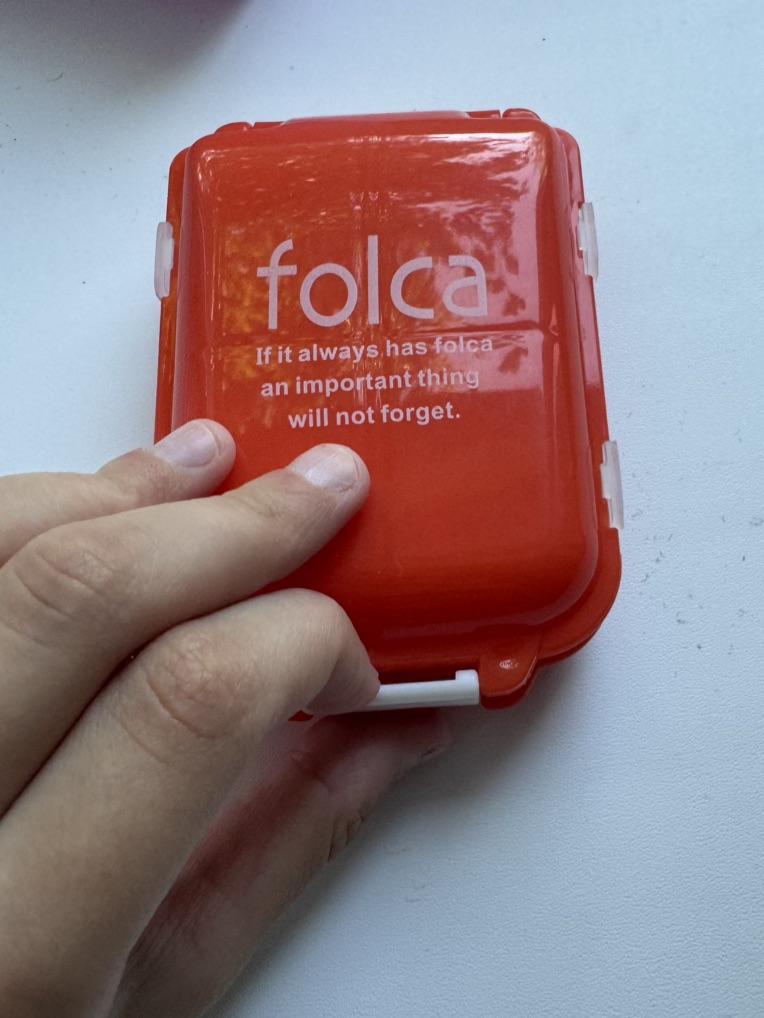 folca
If it always has folca
an important thing
will not forget.